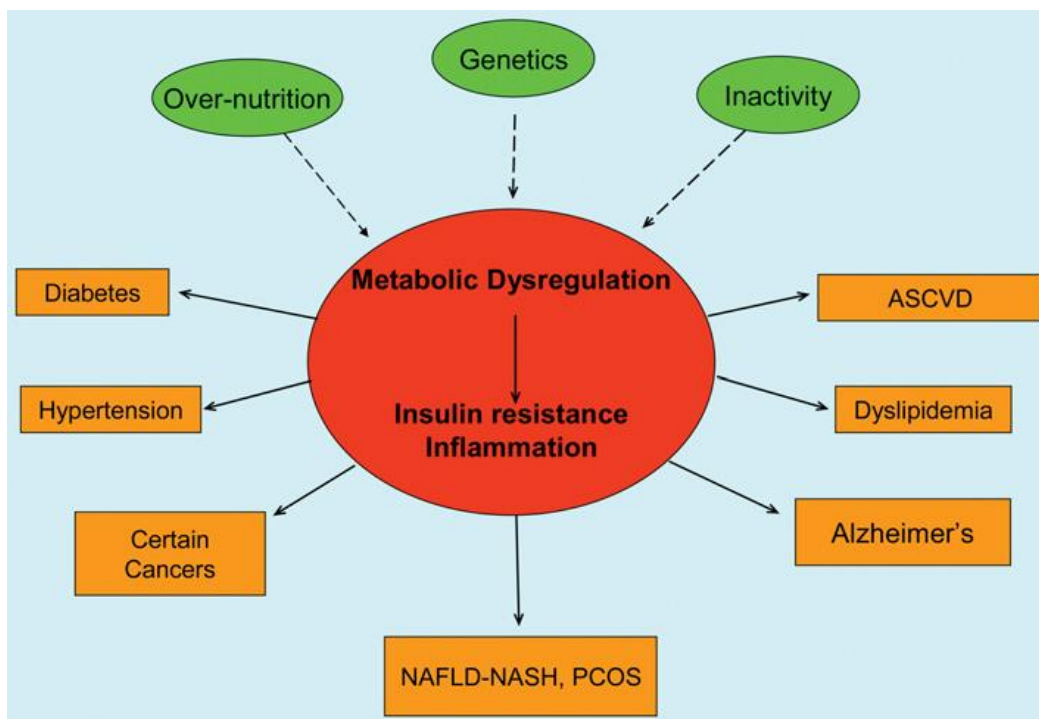 Genetics
Over-nutrition
Inactivity
Metabolic Dysregulation
Insulin resistance
Inflammation
Diabetes
Hypertension
Certain
Cancers
NAFLD-NASH, PCOS
ASCVD
Dyslipidemia
Alzheimer’s